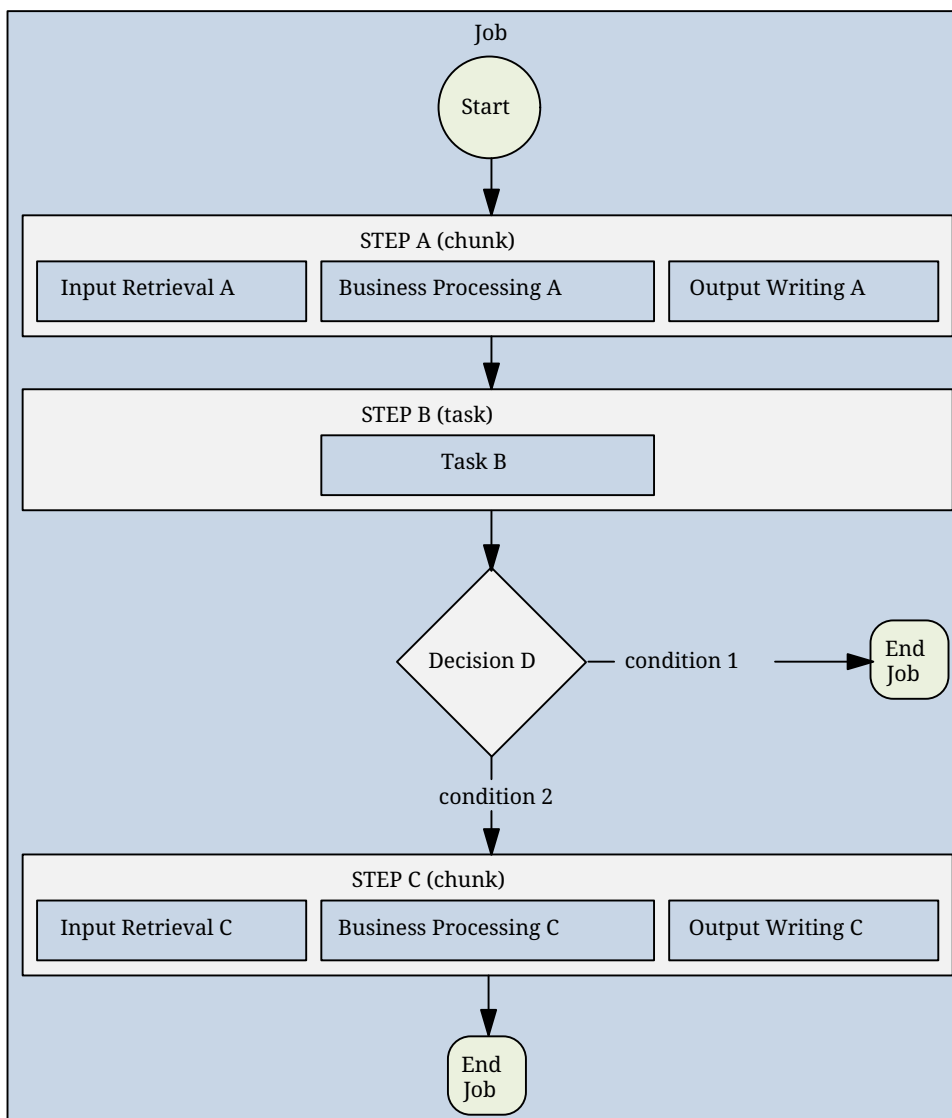 Job
Start
STEP A (chunk)
Input Retrieval A
Business Processing A
Output Writing A
STEP B (task)
Task B
Decision D
condition 1
End
Job
condition 2
STEP C (chunk)
Input Retrieval C
Business Processing C
Output Writing C
End
Job